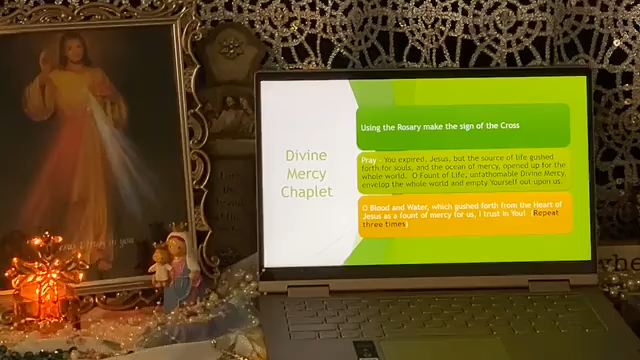 Divine
Mercy
Chaplet
Using the Rosary make the sign of the Cross
Pray - You expired, Jesus, but the source of life gushed
forth for souls, and the ocean of mercy, opened up for the
whole world. O Fount of Life, unfathomable Divine Mercy,
envelop the whole world and empty Yourself out upon us.
O Blood and Water, which gushed forth from the Heart of
Jesus as a fount of mercy for us, I trust in You! (Repeat
three times)